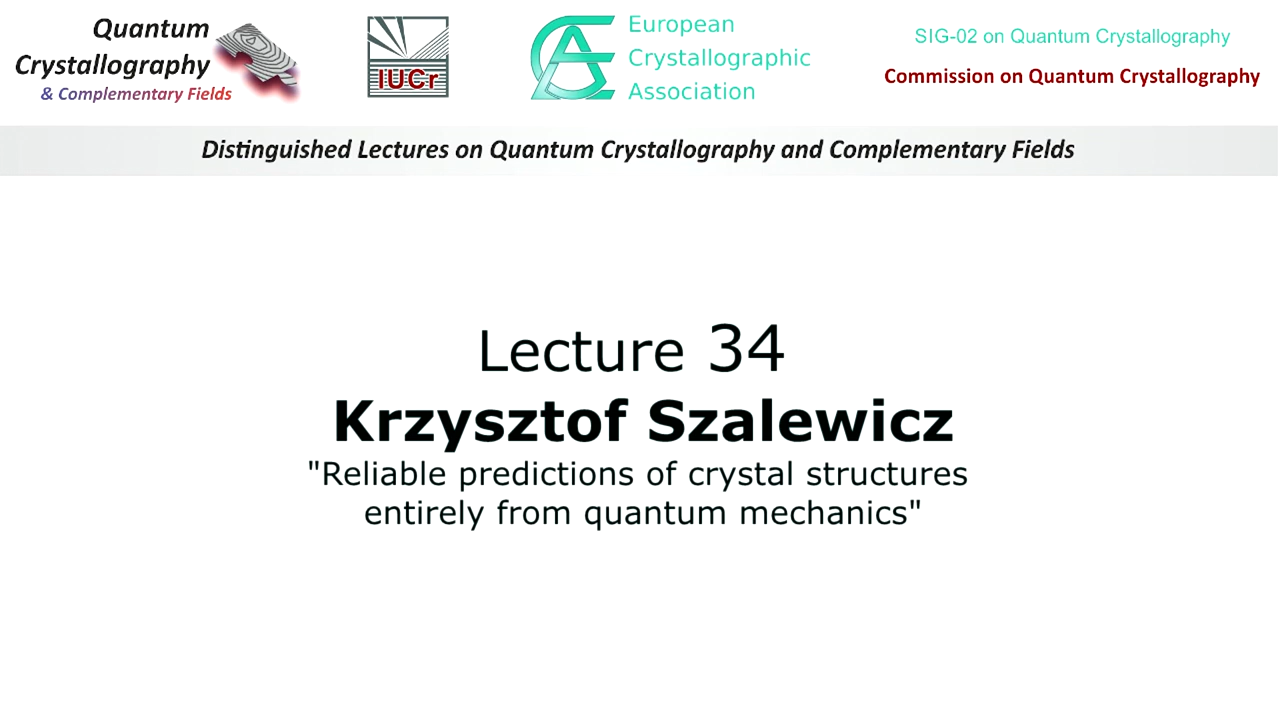 Quantum
Crystallography
& Complementary Fields
IUCr
European
Crystallographic
Association
SIG-02 on Quantum Crystallography
Commission on Quantum Crystallography
Distinguished Lectures on Quantum Crystallography and Complementary Fields
Lecture 34
Krzysztof Szalewicz
"Reliable predictions of crystal structures
entirely from quantum mechanics"